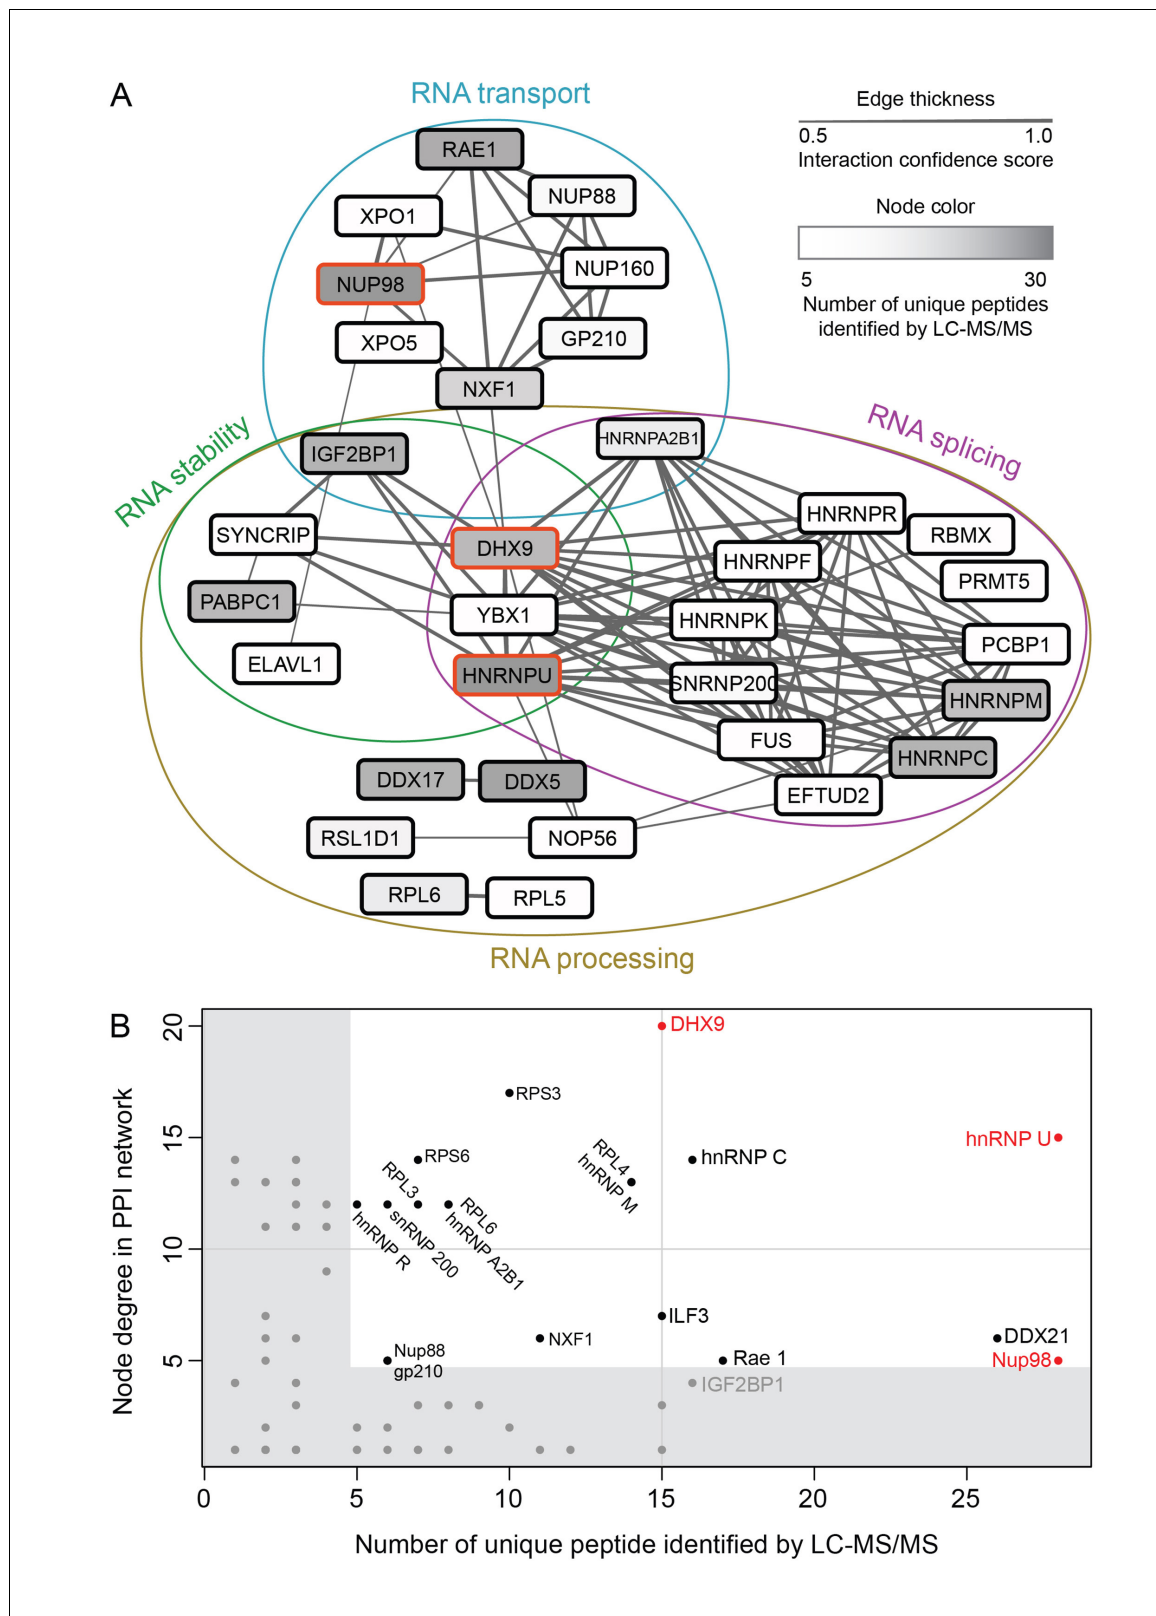 A
RNA transport
Edge thickness
0.5 1.0
Interaction confidence score
Node color
5 30
Number of unique peptides
identified by LC-MS/MS
RAE1
NUP88
XPO1
NUP160
NUP98
GP210
XPO5
NXF1
RNA stability
RNA splicing
HNRNPA2B1
IGF2BP1
HNRNPR
SYNCRIP
RBMX
DHX9
HNRNPF
PRMT5
PABPC1
YBX1
HNRNPK
PCBP1
ELAVL1
HNRNPU
SNRNP200
HNRNPM
FUS
HNRNPC
DDX17
DDX5
EFTUD2
RSL1D1
NOP56
RPL6
RPL5
RNA processing
B
Node degree in PPI network
20
15
10
5
DHX9
RPS3
hnRNP U
RPS6
RPL4
hnRNP M
hnRNP C
RPL3
RPL6
hnRNP R
snRNP 200
hnRNP A2B1
ILF3
NXF1
DDX21
Nup88
gp210
Rae 1
Nup98
IGF2BP1
0 5 10 15 20 25
Number of unique peptide identified by LC-MS/MS